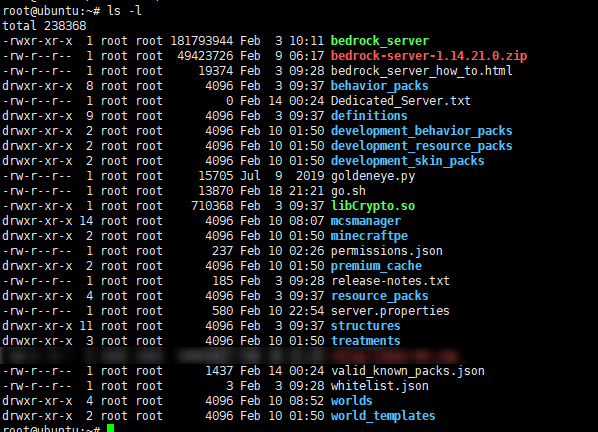 root@ubuntu:~# ls -l
total 238368
-rwxr-xr-x  1 root root 181793944 Feb  3 10:11 bedrock_server
-rw-r--r--  1 root root  49423726 Feb  9 06:17 bedrock-server-1.14.21.0.zip
-rw-r--r--  1 root root     19374 Feb  3 09:28 bedrock_server_how_to.html
drwxr-xr-x  8 root root      4096 Feb  3 09:37 behavior_packs
-rw-r--r--  1 root root         0 Feb 14 00:24 Dedicated_Server.txt
drwxr-xr-x  9 root root      4096 Feb  3 09:37 definitions
drwxr-xr-x  2 root root      4096 Feb 10 01:50 development_behavior_packs
drwxr-xr-x  2 root root      4096 Feb 10 01:50 development_resource_packs
drwxr-xr-x  2 root root      4096 Feb 10 01:50 development_skin_packs
-rw-r--r--  1 root root     15705 Jul  9  2019 goldeneye.py
-rw-r--r--  1 root root     13870 Feb 18 21:21 go.sh
-rwxr-xr-x  1 root root    710368 Feb  3 09:37 libCrypto.so
drwxr-xr-x 14 root root      4096 Feb 10 08:07 mcsmanager
drwxr-xr-x  2 root root      4096 Feb 10 01:50 minecraftpe
-rw-r--r--  1 root root       237 Feb 10 02:26 permissions.json
drwxr-xr-x  2 root root      4096 Feb 10 01:50 premium_cache
-rw-r--r--  1 root root       185 Feb  3 09:28 release-notes.txt
drwxr-xr-x  4 root root      4096 Feb  3 09:37 resource_packs
-rw-r--r--  1 root root       580 Feb 10 22:54 server.properties
drwxr-xr-x 11 root root      4096 Feb  3 09:37 structures
drwxr-xr-x  3 root root      4096 Feb 10 01:50 treatments
-rw-r--r--  1 root root      1437 Feb 14 00:24 valid_known_packs.json
-rw-r--r--  1 root root         3 Feb  3 09:28 whitelist.json
drwxr-xr-x  4 root root      4096 Feb 10 08:52 worlds
drwxr-xr-x  2 root root      4096 Feb 10 01:50 world_templates
root@ubuntu:~#